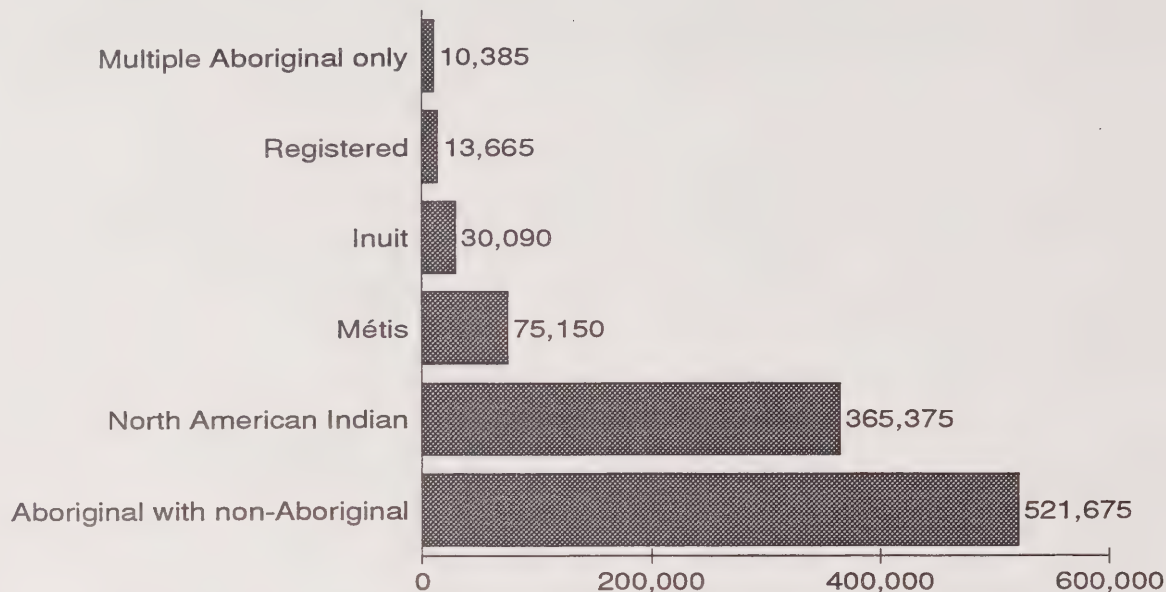 Multiple Aboriginal only 10,385
Registered 13,665
Inuit 30,090
Métis 75,150
North American Indian 365,375
Aboriginal with non-Aboriginal 521,675
0 200,000 400,000 600,000